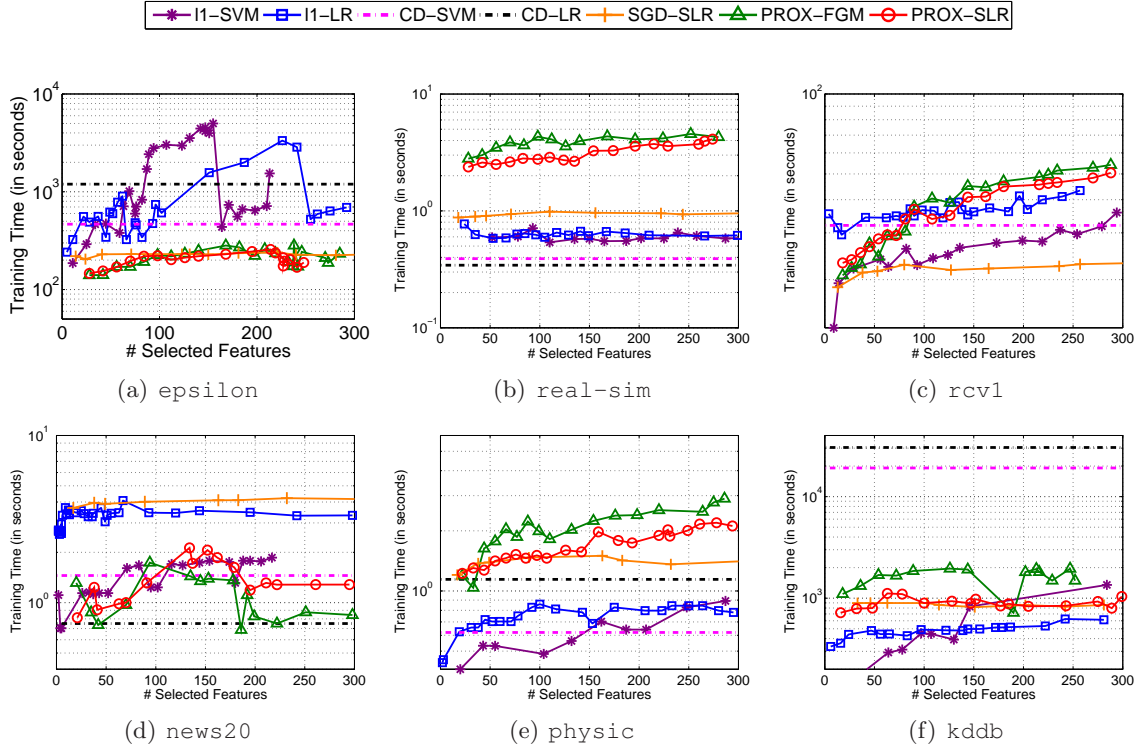 l1-SVM l1-LR CD-SVM CD-LR SGD-SLR PROX-FGM PROX-SLR
Training Time (in seconds)
10^4
10^3
10^2
0 100 200 300
# Selected Features
(a) epsilon
Training Time (in seconds)
10^1
10^0
10^-1
0 50 100 150 200 250 300
# Selected Features
(b) real-sim
Training Time (in seconds)
10^2
0 50 100 150 200 250 300
# Selected Features
(c) rcv1
Training Time (in seconds)
10^1
10^0
0 50 100 150 200 250 300
# Selected Features
(d) news20
Training Time (in seconds)
10^0
0 50 100 150 200 250 300
# Selected Features
(e) physic
Training Time (in seconds)
10^4
10^3
0 50 100 150 200 250 300
# Selected Features
(f) kddb